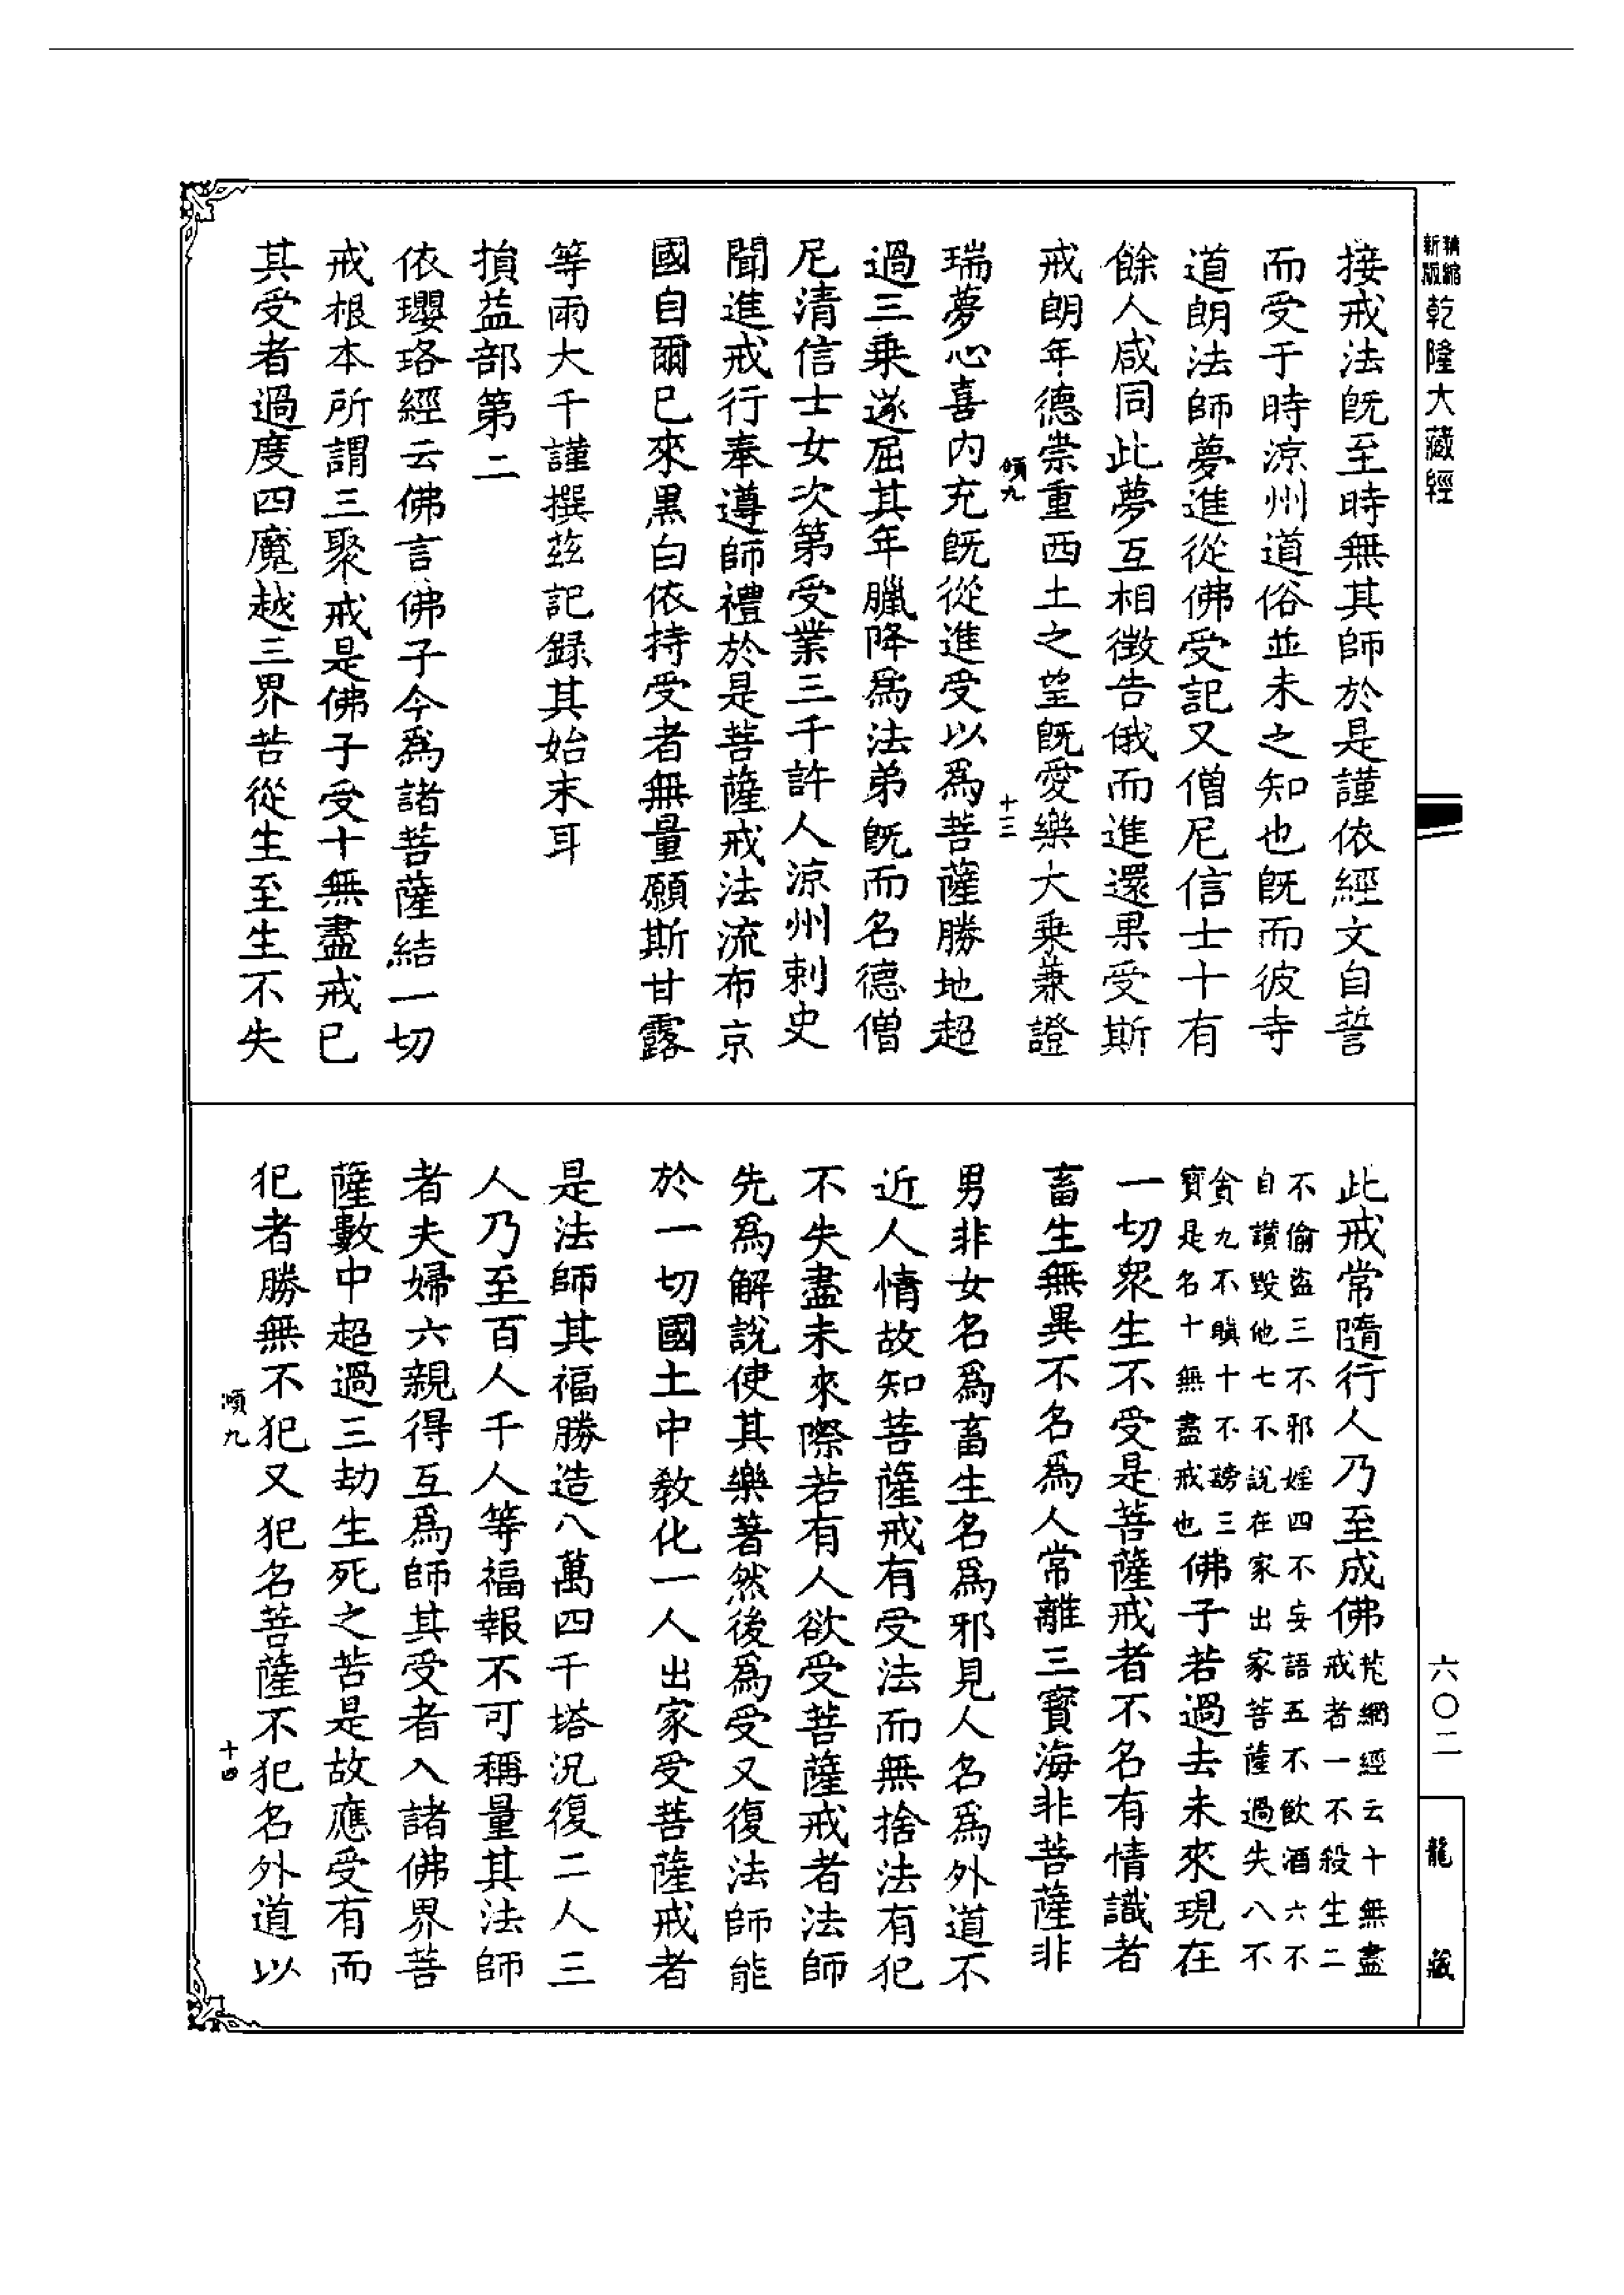 精縮新版乾隆大藏經
接戒法既至時無其師於是謹依經文自誓
而受于時涼州道俗並未之知也既而彼寺
道朗法師夢進從佛受記又僧尼信士十有
餘人咸同此夢互相徵告俄而進還果受斯
戒朗年德崇重西土之望既愛樂大乗兼證
十三
瑞夢心喜内充既從進受以爲菩薩勝地超
過三乗遂屈其年臘降爲法弟既而名德僧
尼清信士女次第受業三千許人涼州刺史
聞進戒行奉遵師禮於是菩薩戒法流布京
國自爾已來黒白依持受者無量願斯甘露
等雨大千謹撰兹記録其始末耳
損益部第二
依瓔珞經云佛言佛子今爲諸菩薩結一切
戒根本所謂三聚戒是佛子受十無盡戒已
其受者過度四魔越三界苦從生至生不失
此戒常隨行人乃至成佛梵網經云十無盡戒者一不殺生二
不偷盜三不邪婬四不妄語五不飲酒六不
自讃毀他七不說在家出家菩薩過失八不
貪九不瞋十不謗三
寶是名十無盡戒也佛子若過去未來現在
一切衆生不受是菩薩戒者不名有情識者
畜生無異不名爲人常離三寳海非菩薩非
男非女名爲畜生名爲邪見人名爲外道不
近人情故知菩薩戒有受法而無捨法有犯
不失盡未來際若有人欲受菩薩戒者法師
先爲解說使其樂著然後爲受又復法師能
於一切國土中教化一人出家受菩薩戒者
是法師其福勝造八萬四千塔況復二人三
人乃至百人千人等福報不可稱量其法師
者夫婦六親得互爲師其受者入諸佛界菩
薩數中超過三劫生死之苦是故應受有而
犯者勝無不犯又犯名菩薩不犯名外道以
十四
六〇二
龍藏